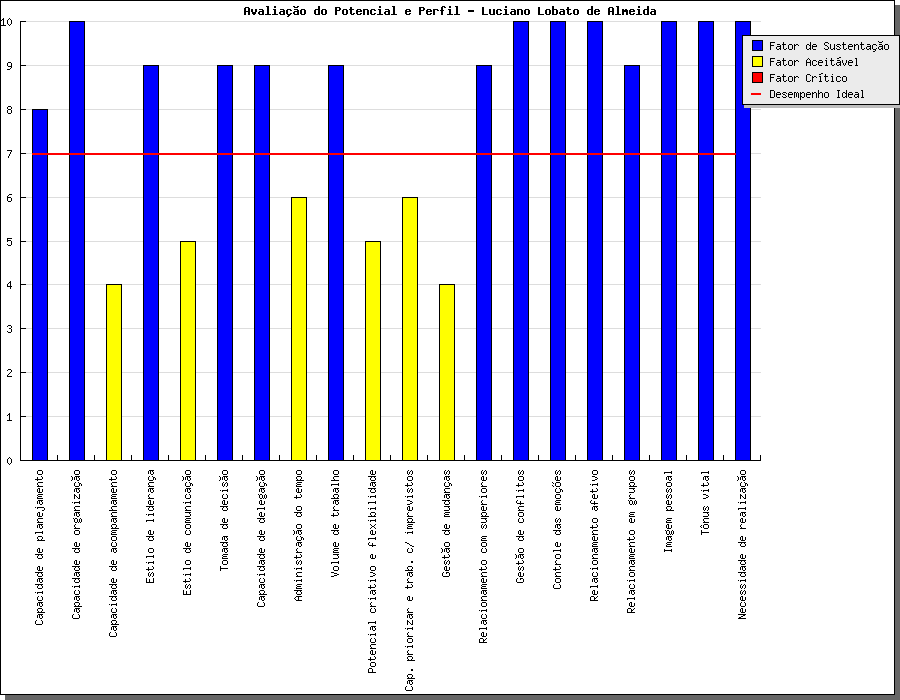 Avaliação do Potencial e Perfil - Luciano Lobato de Almeida
10
9
8
7
6
5
4
3
2
1
0
Fator de Sustentação
Fator Aceitável
Fator Crítico
Desempenho Ideal
Capacidade de planejamento
Capacidade de organização
Capacidade de acompanhamento
Estilo de liderança
Estilo de comunicação
Tomada de decisão
Capacidade de delegação
Administração do tempo
Volume de trabalho
Potencial criativo e flexibilidade
Cap. priorizar e trab. c/ imprevistos
Gestão de mudanças
Relacionamento com superiores
Gestão de conflitos
Controle das emoções
Relacionamento afetivo
Relacionamento em grupos
Imagem pessoal
Tônus vital
Necessidade de realização